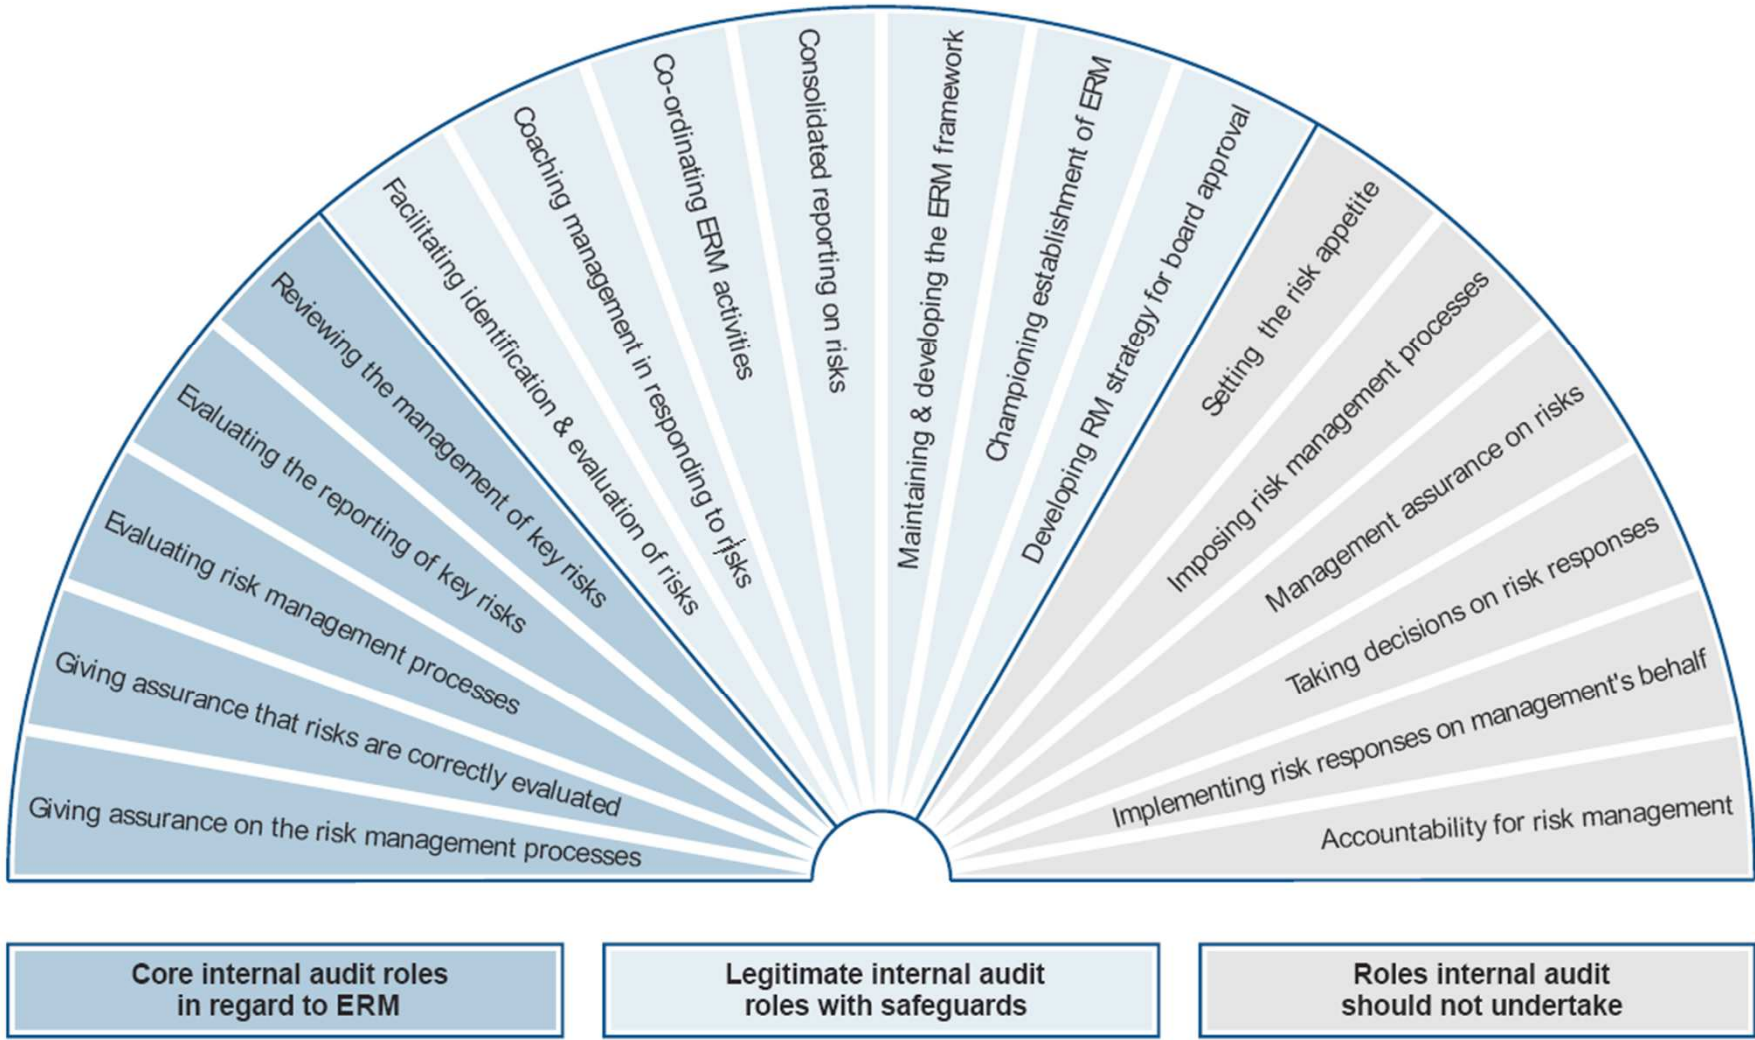 Giving assurance on the risk management processes
Giving assurance that risks are correctly evaluated
Evaluating risk management processes
Evaluating the reporting of key risks
Reviewing the management of key risks
Facilitating identification & evaluation of risks
Coaching management in responding to risks
Co-ordinating ERM activities
Consolidated reporting on risks
Maintaining & developing the ERM framework
Championing establishment of ERM
Developing RM strategy for board approval
Setting the risk appetite
Imposing risk management processes
Management assurance on risks
Taking decisions on risk responses
Implementing risk responses on management's behalf
Accountability for risk management
Core internal audit roles
in regard to ERM
Legitimate internal audit
roles with safeguards
Roles internal audit
should not undertake